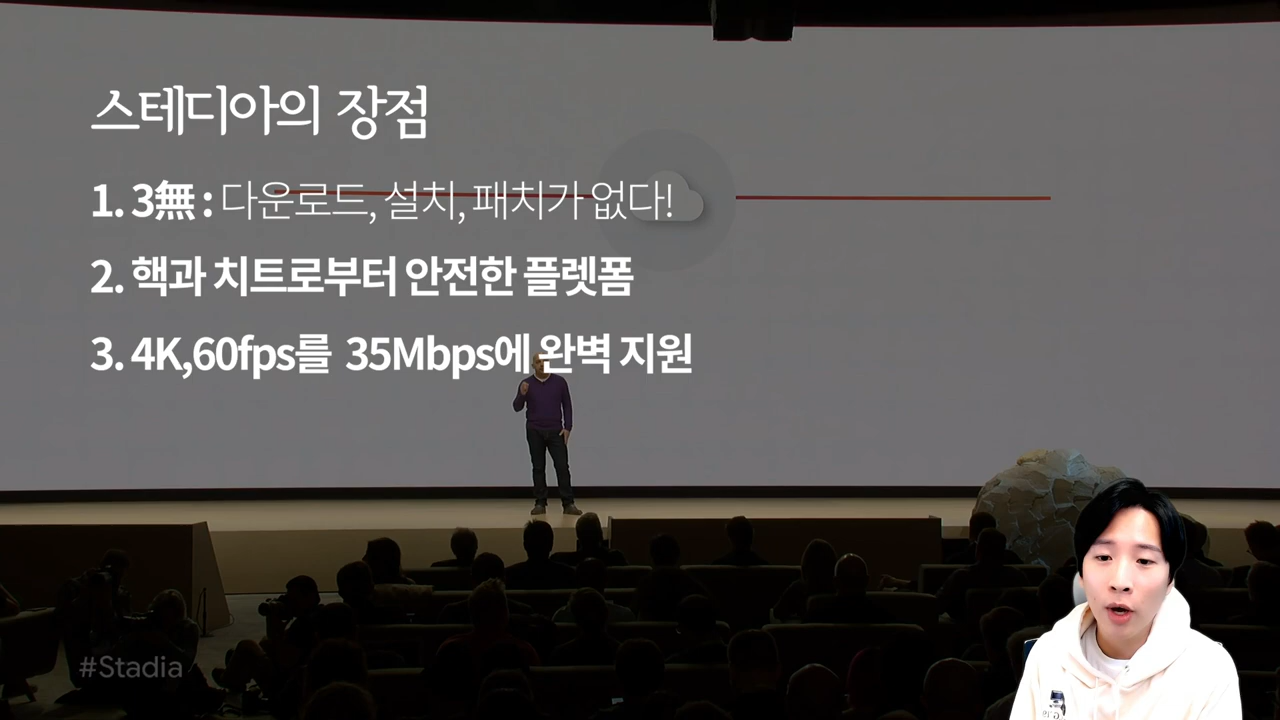 스테디아의 장점
1. 3無 : 다운로드, 설치, 패치가 없다!
2. 핵과 치트로부터 안전한 플렛폼
3. 4K,60fps를 35Mbps에 완벽 지원
#Stadia